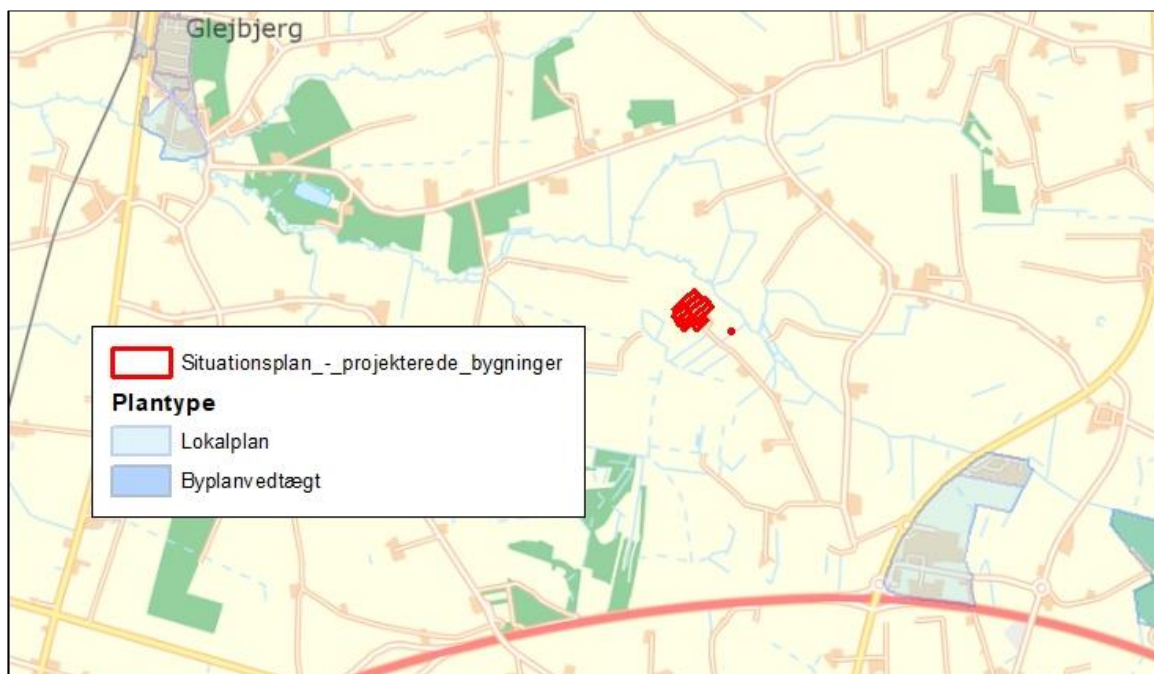 Glejbjerg
Situationsplan_-_projekterede_bygninger
Plantype
Lokalplan
Byplanvedtægt